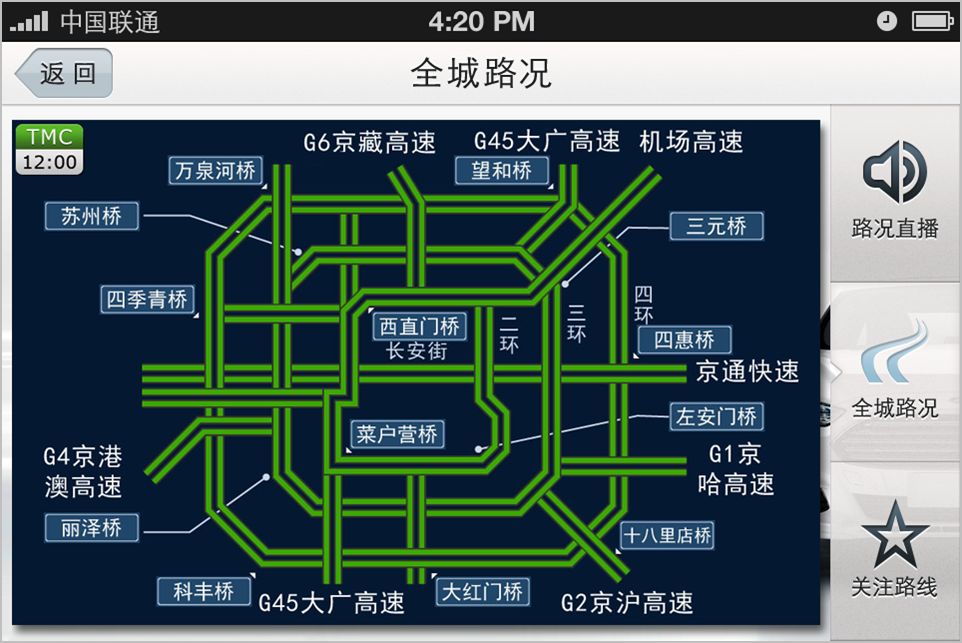 中国联通
4:20 PM
返回
全城路况
TMC
12:00
G6京藏高速
G45大广高速
机场高速
万泉河桥
望和桥
苏州桥
三元桥
四季青桥
西直门桥
长安街
二环
三环
四环
四惠桥
京通快速
左安门桥
菜户营桥
G4京港
澳高速
G1京
哈高速
丽泽桥
十八里店桥
科丰桥
G45大广高速
大红门桥
G2京沪高速
路况直播
全城路况
关注路线